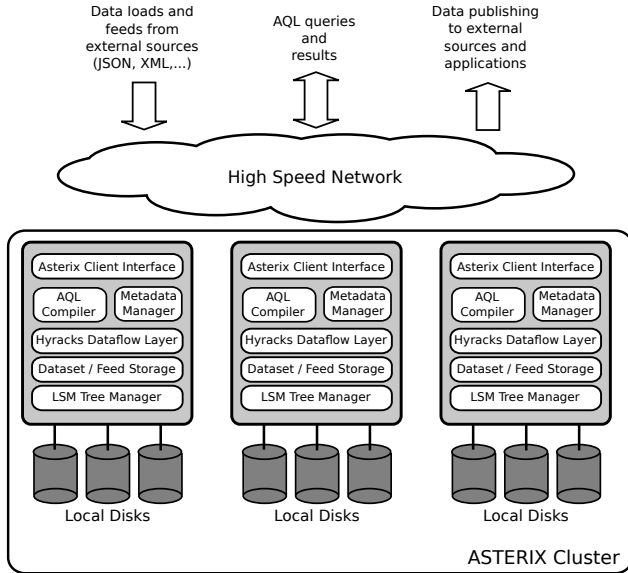 Data loads and
feeds from
external sources
(JSON, XML,...)
AQL queries
and
results
Data publishing
to external
sources and
applications
High Speed Network
Asterix Client Interface
AQL
Compiler
Metadata
Manager
Hyracks Dataflow Layer
Dataset / Feed Storage
LSM Tree Manager
Local Disks
Asterix Client Interface
AQL
Compiler
Metadata
Manager
Hyracks Dataflow Layer
Dataset / Feed Storage
LSM Tree Manager
Local Disks
Asterix Client Interface
AQL
Compiler
Metadata
Manager
Hyracks Dataflow Layer
Dataset / Feed Storage
LSM Tree Manager
Local Disks
ASTERIX Cluster